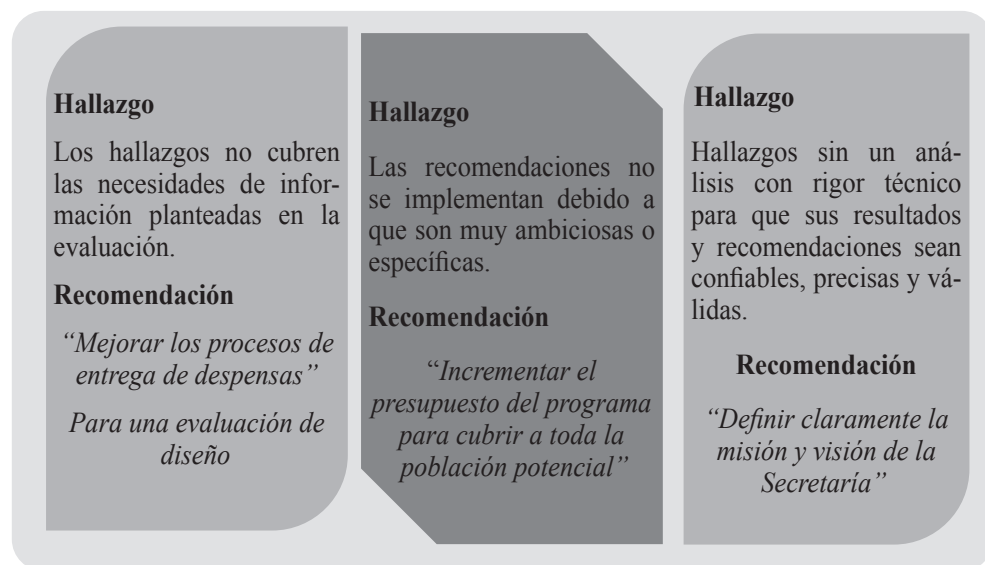 Hallazgo
Los hallazgos no cubren
las necesidades de infor-
mación planteadas en la
evaluación.
Recomendación
“Mejorar los procesos de
entrega de despensas”
Para una evaluación de
diseño
Hallazgo
Las recomendaciones no
se implementan debido a
que son muy ambiciosas o
específicas.
Recomendación
“Incrementar el
presupuesto del programa
para cubrir a toda la
población potencial”
Hallazgo
Hallazgos sin un aná-
lisis con rigor técnico
para que sus resultados
y recomendaciones sean
confiables, precisas y vá-
lidas.
Recomendación
“Definir claramente la
misión y visión de la
Secretaría”